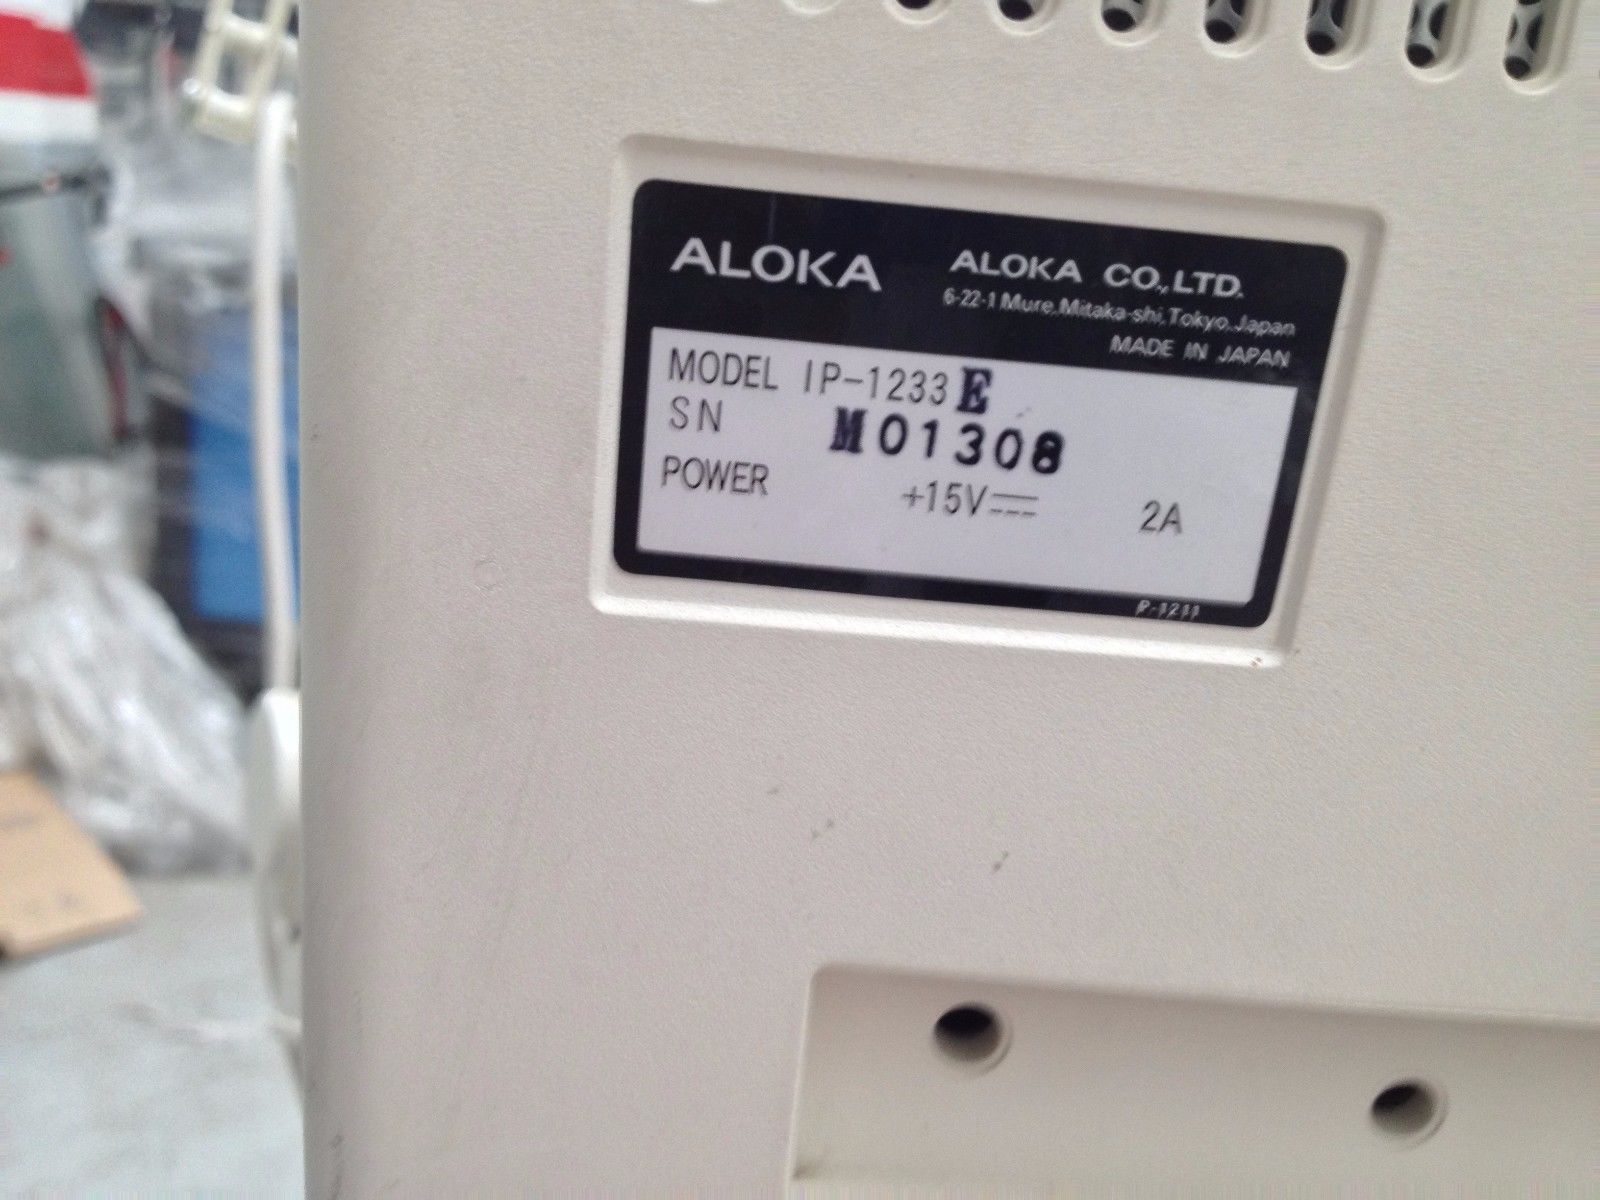 ALOKA ALOKA CO.,LTD.
6-22-1 Mure, Mitaka-shi, Tokyo, Japan
MADE IN JAPAN
MODEL IP-1233E
SN M01308
POWER +15V⎓ 2A
P-1211